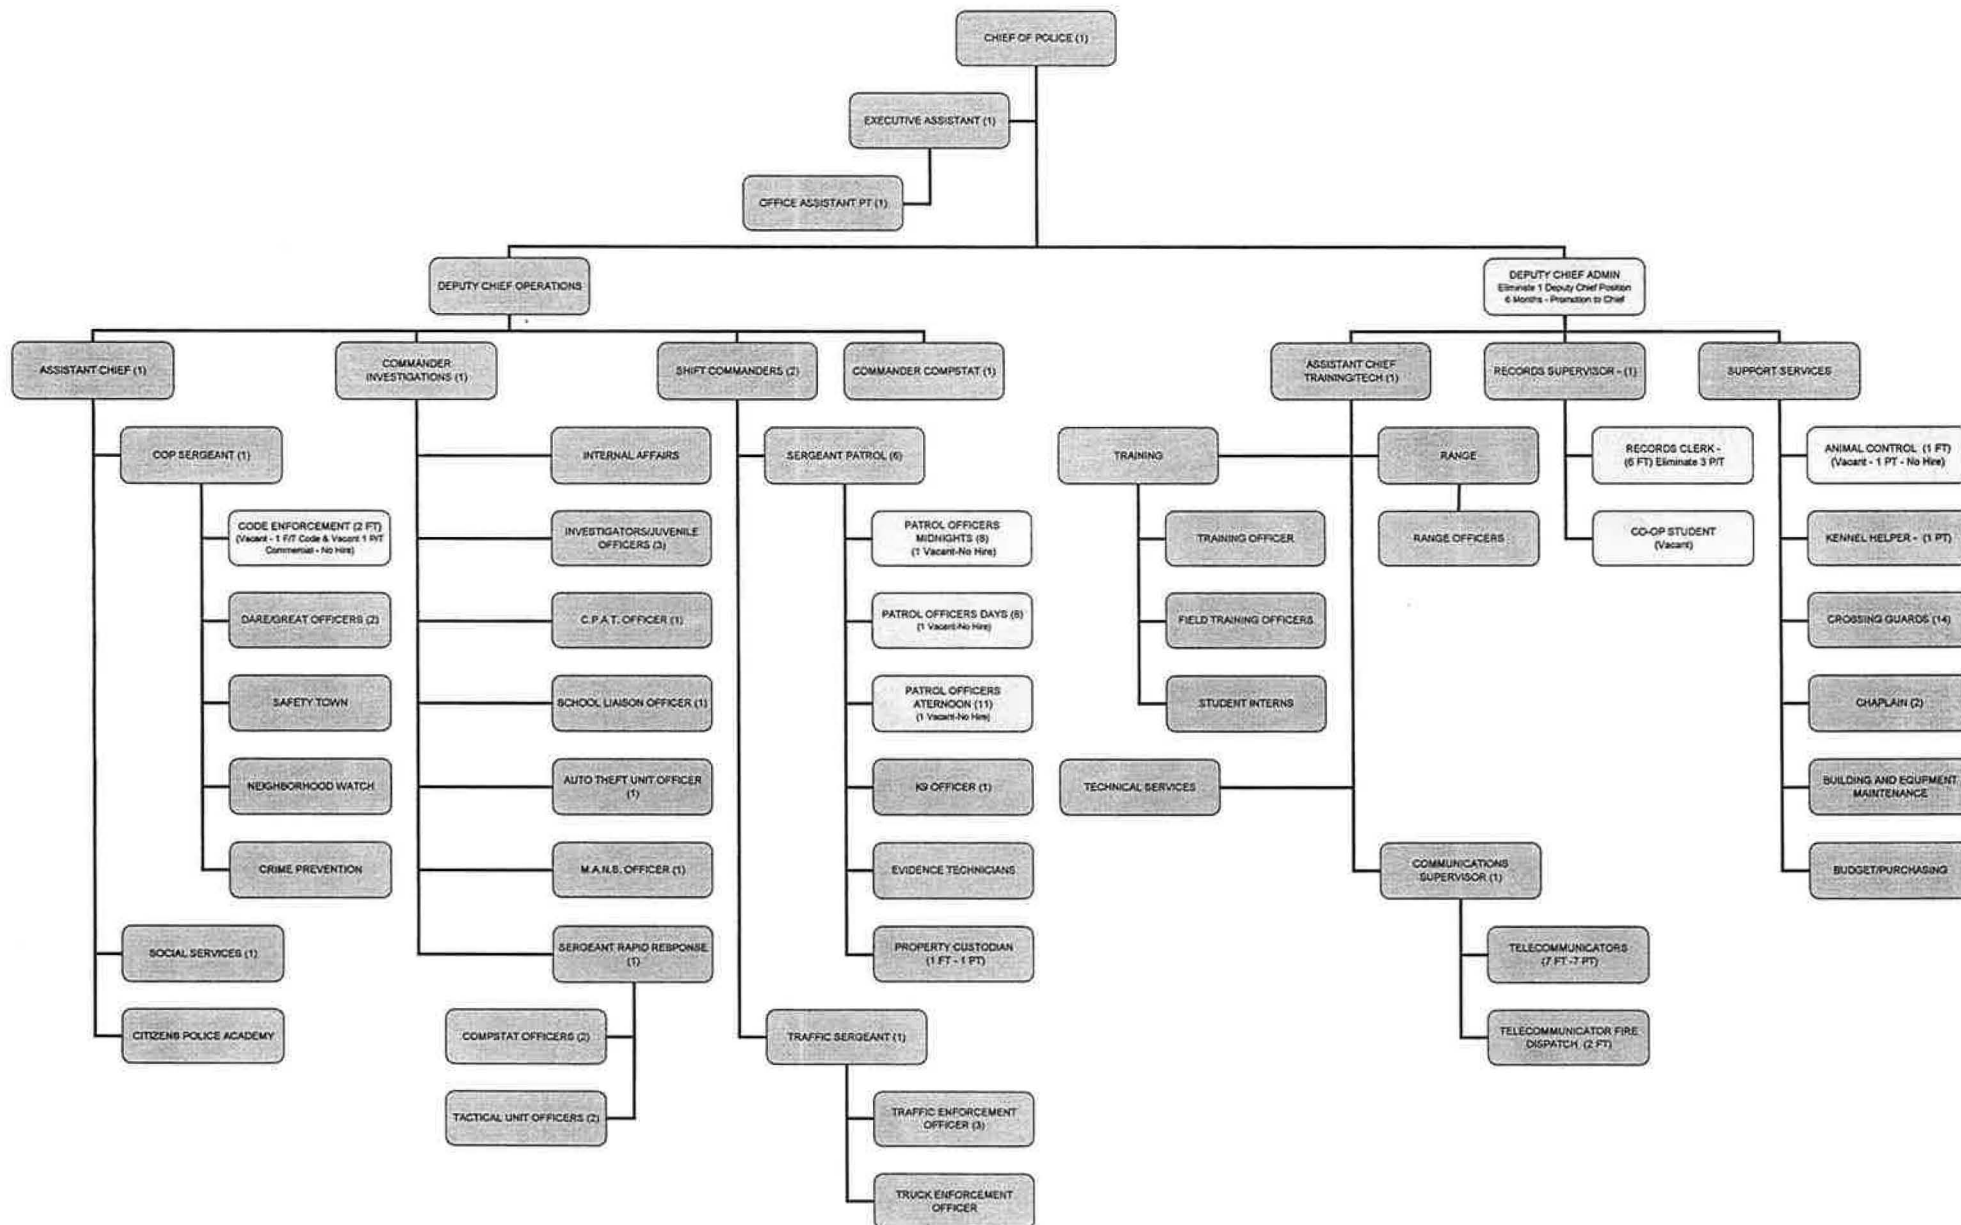 CHIEF OF POLICE (1)
EXECUTIVE ASSISTANT (1)
OFFICE ASSISTANT PT (1)
DEPUTY CHIEF OPERATIONS
DEPUTY CHIEF ADMIN
Eliminate 1 Deputy Chief Position
6 Months - Promotion to Chief
ASSISTANT CHIEF (1)
COMMANDER
INVESTIGATIONS (1)
SHIFT COMMANDERS (2)
COMMANDER COMPSTAT (1)
ASSISTANT CHIEF
TRAINING/TECH (1)
RECORDS SUPERVISOR - (1)
SUPPORT SERVICES
COP SERGEANT (1)
CODE ENFORCEMENT (2 FT)
(Vacant - 1 F/T Code & Vacant 1 P/T
Commercial - No Hire)
DARE/GREAT OFFICERS (2)
SAFETY TOWN
NEIGHBORHOOD WATCH
CRIME PREVENTION
SOCIAL SERVICES (1)
CITIZENS POLICE ACADEMY
INTERNAL AFFAIRS
INVESTIGATORS/JUVENILE
OFFICERS (3)
C.P.A.T. OFFICER (1)
SCHOOL LIAISON OFFICER (1)
AUTO THEFT UNIT OFFICER
(1)
M.A.N.S. OFFICER (1)
SERGEANT RAPID RESPONSE
(1)
COMPSTAT OFFICERS (2)
TACTICAL UNIT OFFICERS (2)
SERGEANT PATROL (6)
PATROL OFFICERS
MIDNIGHTS (8)
(1 Vacant-No Hire)
PATROL OFFICERS DAYS (8)
(1 Vacant-No Hire)
PATROL OFFICERS
ATERNOON (11)
(1 Vacant-No Hire)
K9 OFFICER (1)
EVIDENCE TECHNICIANS
PROPERTY CUSTODIAN
(1 FT - 1 PT)
TRAFFIC SERGEANT (1)
TRAFFIC ENFORCEMENT
OFFICER (3)
TRUCK ENFORCEMENT
OFFICER
TRAINING
RANGE
TRAINING OFFICER
RANGE OFFICERS
FIELD TRAINING OFFICERS
STUDENT INTERNS
TECHNICAL SERVICES
COMMUNICATIONS
SUPERVISOR (1)
TELECOMMUNICATORS
(7 FT -7 PT)
TELECOMMUNICATOR FIRE
DISPATCH (2 FT)
RECORDS CLERK -
(6 FT) Eliminate 3 P/T
CO-OP STUDENT
(Vacant)
ANIMAL CONTROL (1 FT)
(Vacant - 1 PT - No Hire)
KENNEL HELPER - (1 PT)
CROSSING GUARDS (14)
CHAPLAIN (2)
BUILDING AND EQUPMENT
MAINTENANCE
BUDGET/PURCHASING